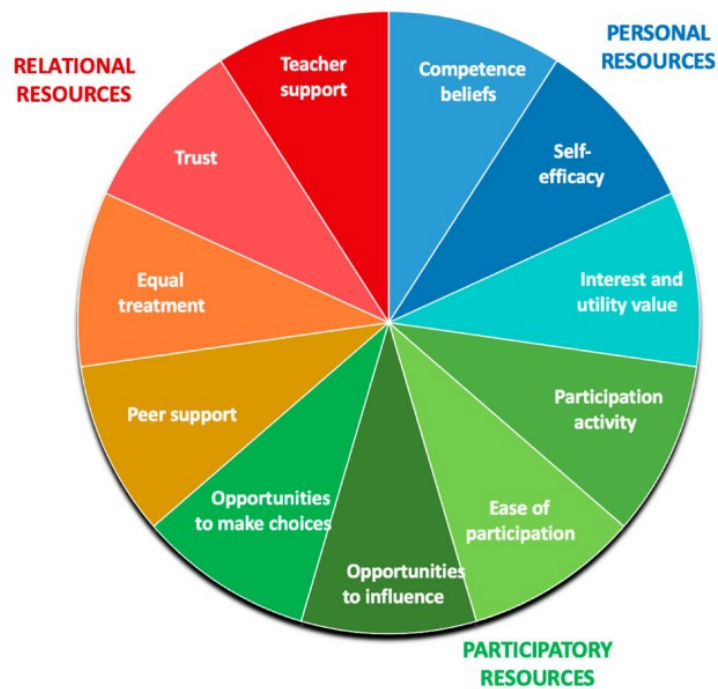 RELATIONAL
RESOURCES
PERSONAL
RESOURCES
Teacher
support
Competence
beliefs
Self-
efficacy
Interest and
utility value
Participation
activity
Ease of
participation
Opportunities
to influence
Opportunities
to make choices
Peer support
Equal
treatment
Trust
PARTICIPATORY
RESOURCES